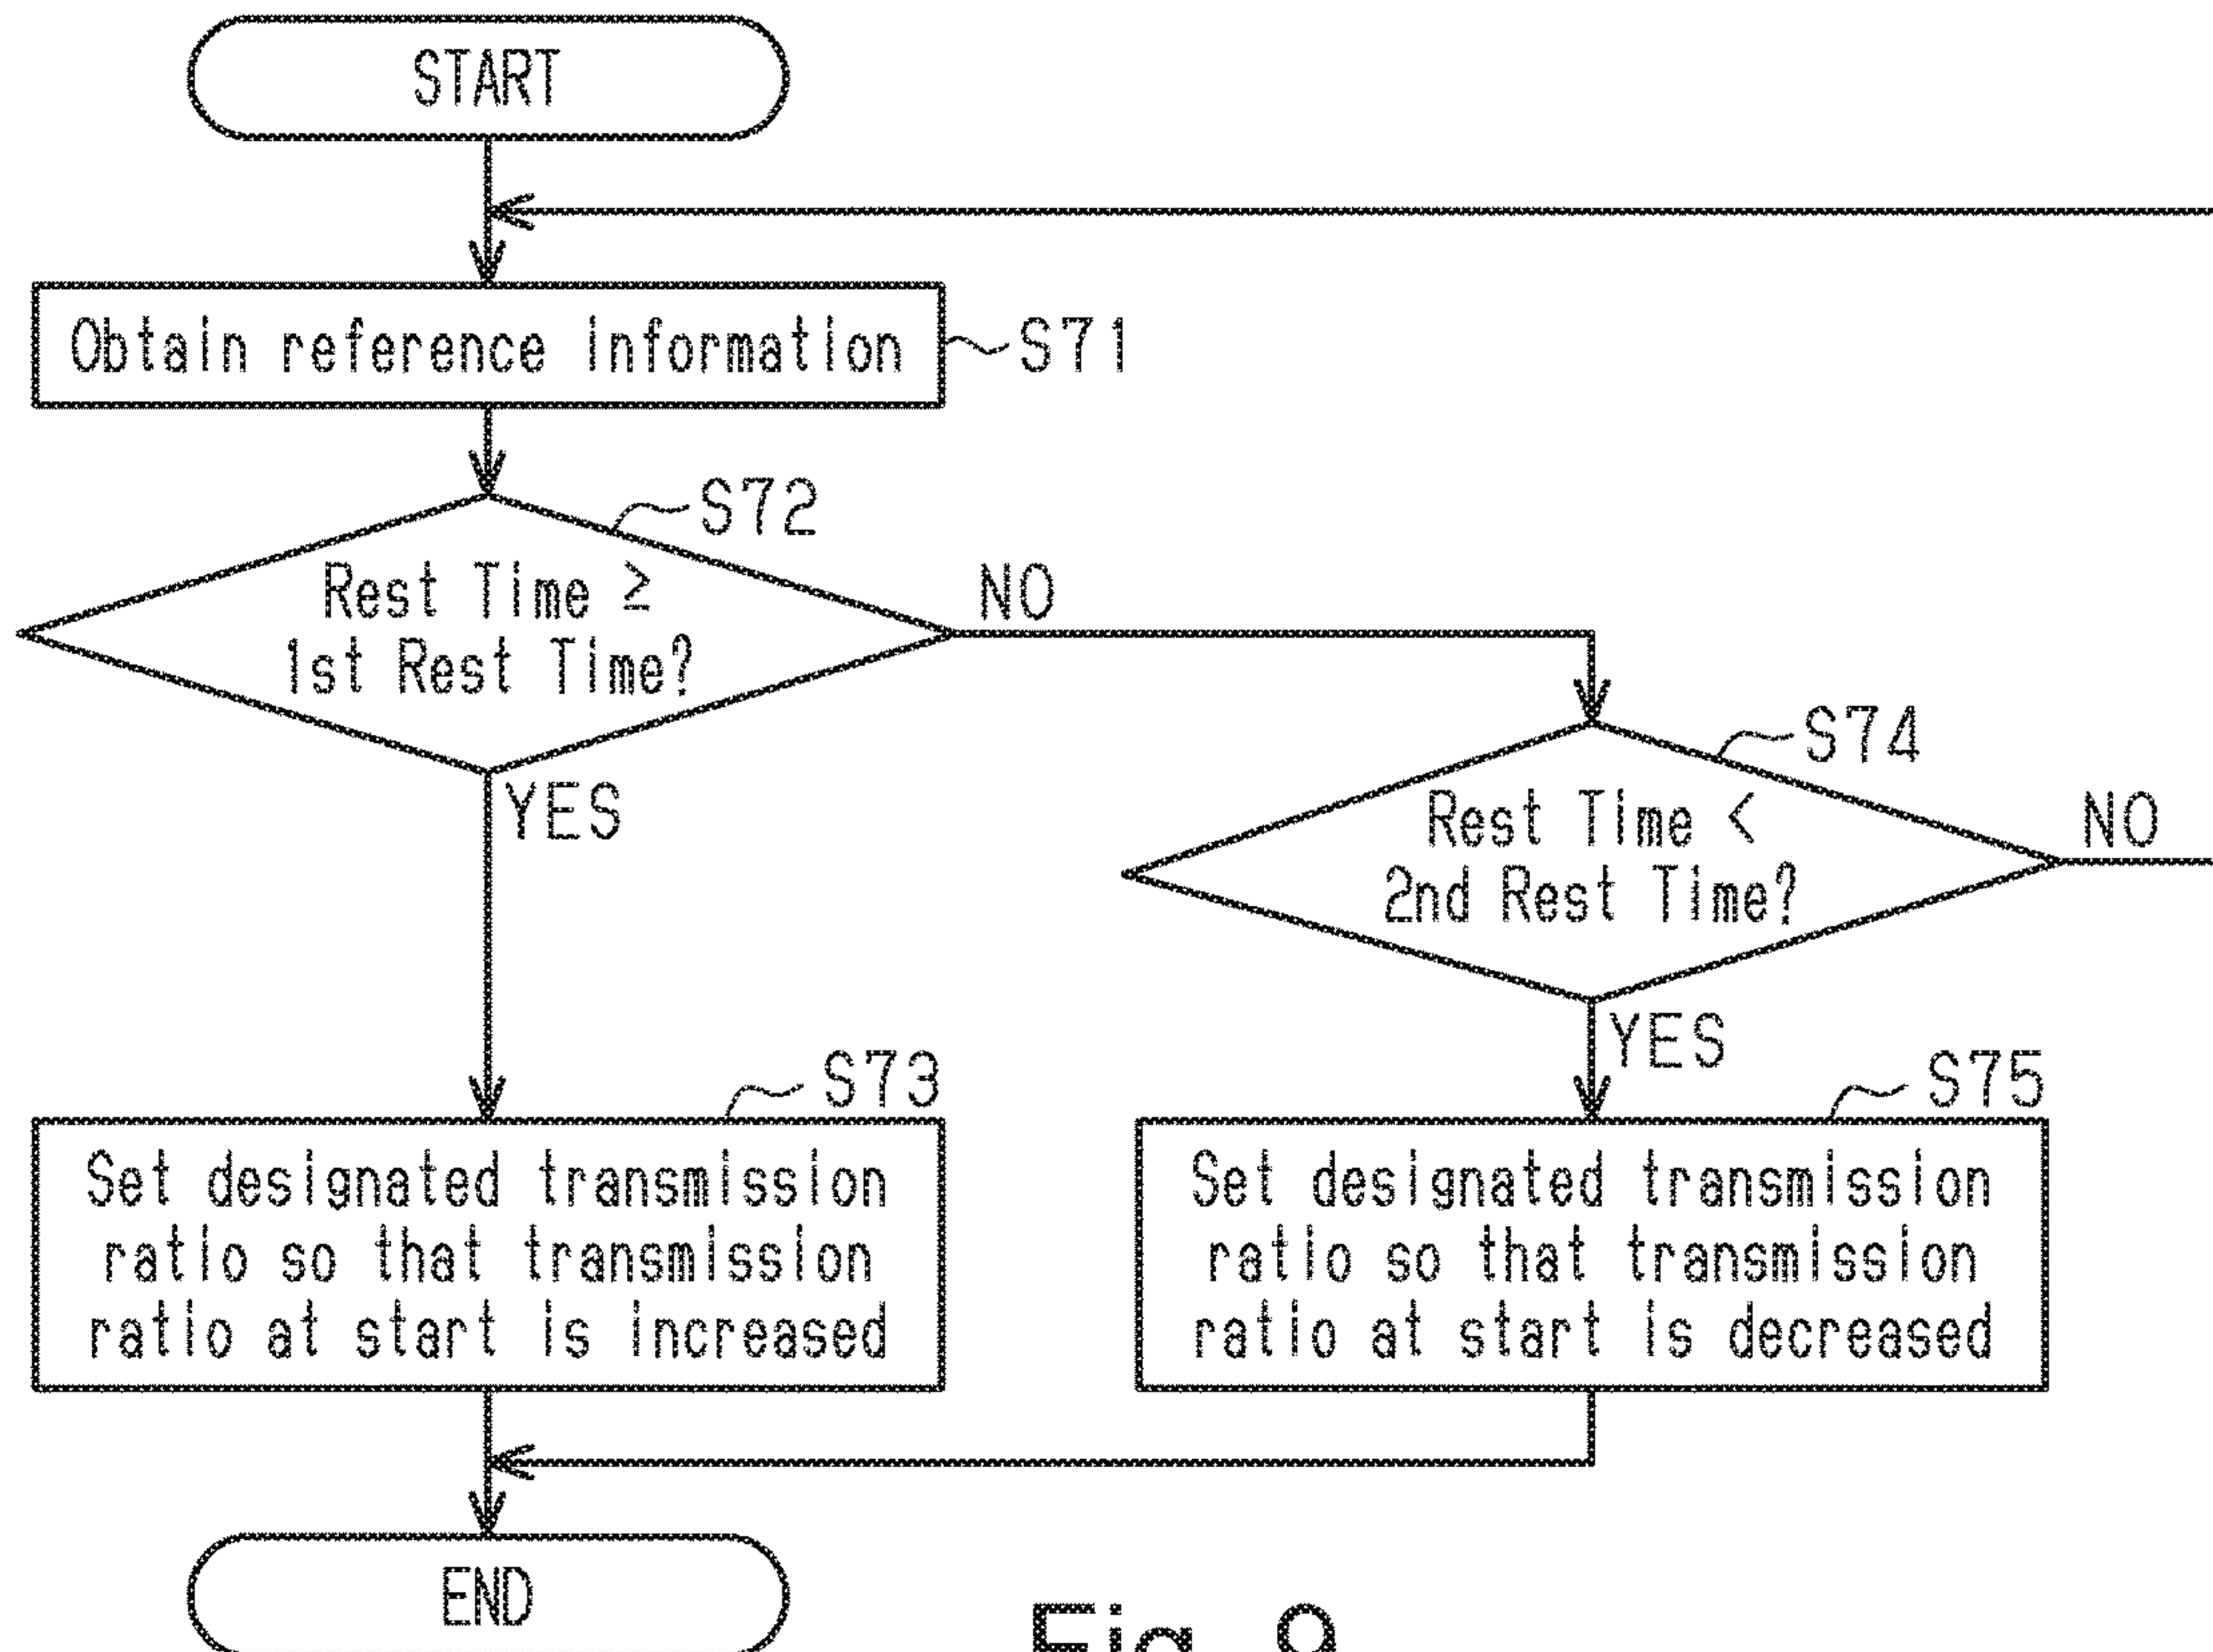 START
Obtain reference information
S71
S72
Rest Time ≥
1st Rest Time?
NO
YES
S74
Rest Time <
2nd Rest Time?
NO
YES
S73
Set designated transmission
ratio so that transmission
ratio at start is increased
S75
Set designated transmission
ratio so that transmission
ratio at start is decreased
END
Fig. 9